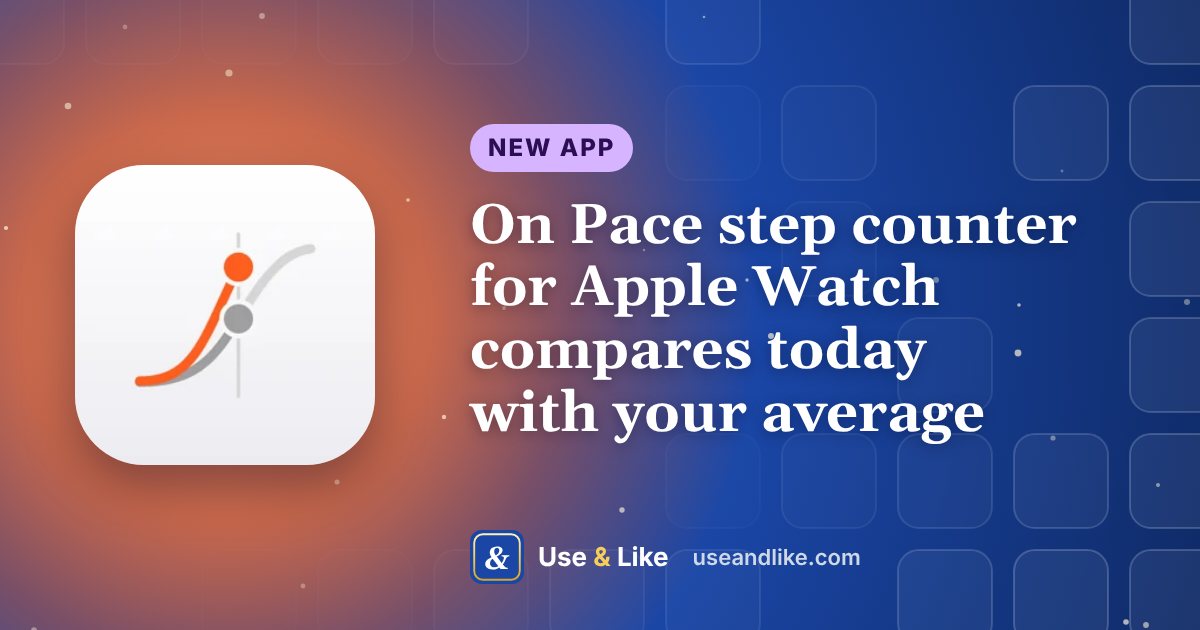 NEW APP
On Pace step counter
for Apple Watch
compares today
with your average
& Use & Like useandlike.com